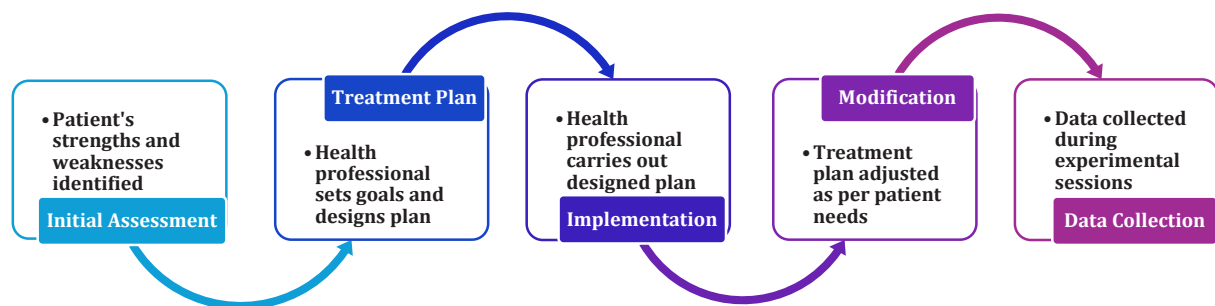 • Patient's
strengths and
weaknesses
identified
Initial Assessment
Treatment Plan
• Health
professional
sets goals and
designs plan
• Health
professional
carries out
designed plan
Implementation
Modification
• Treatment
plan adjusted
as per patient
needs
• Data collected
during
experimental
sessions
Data Collection